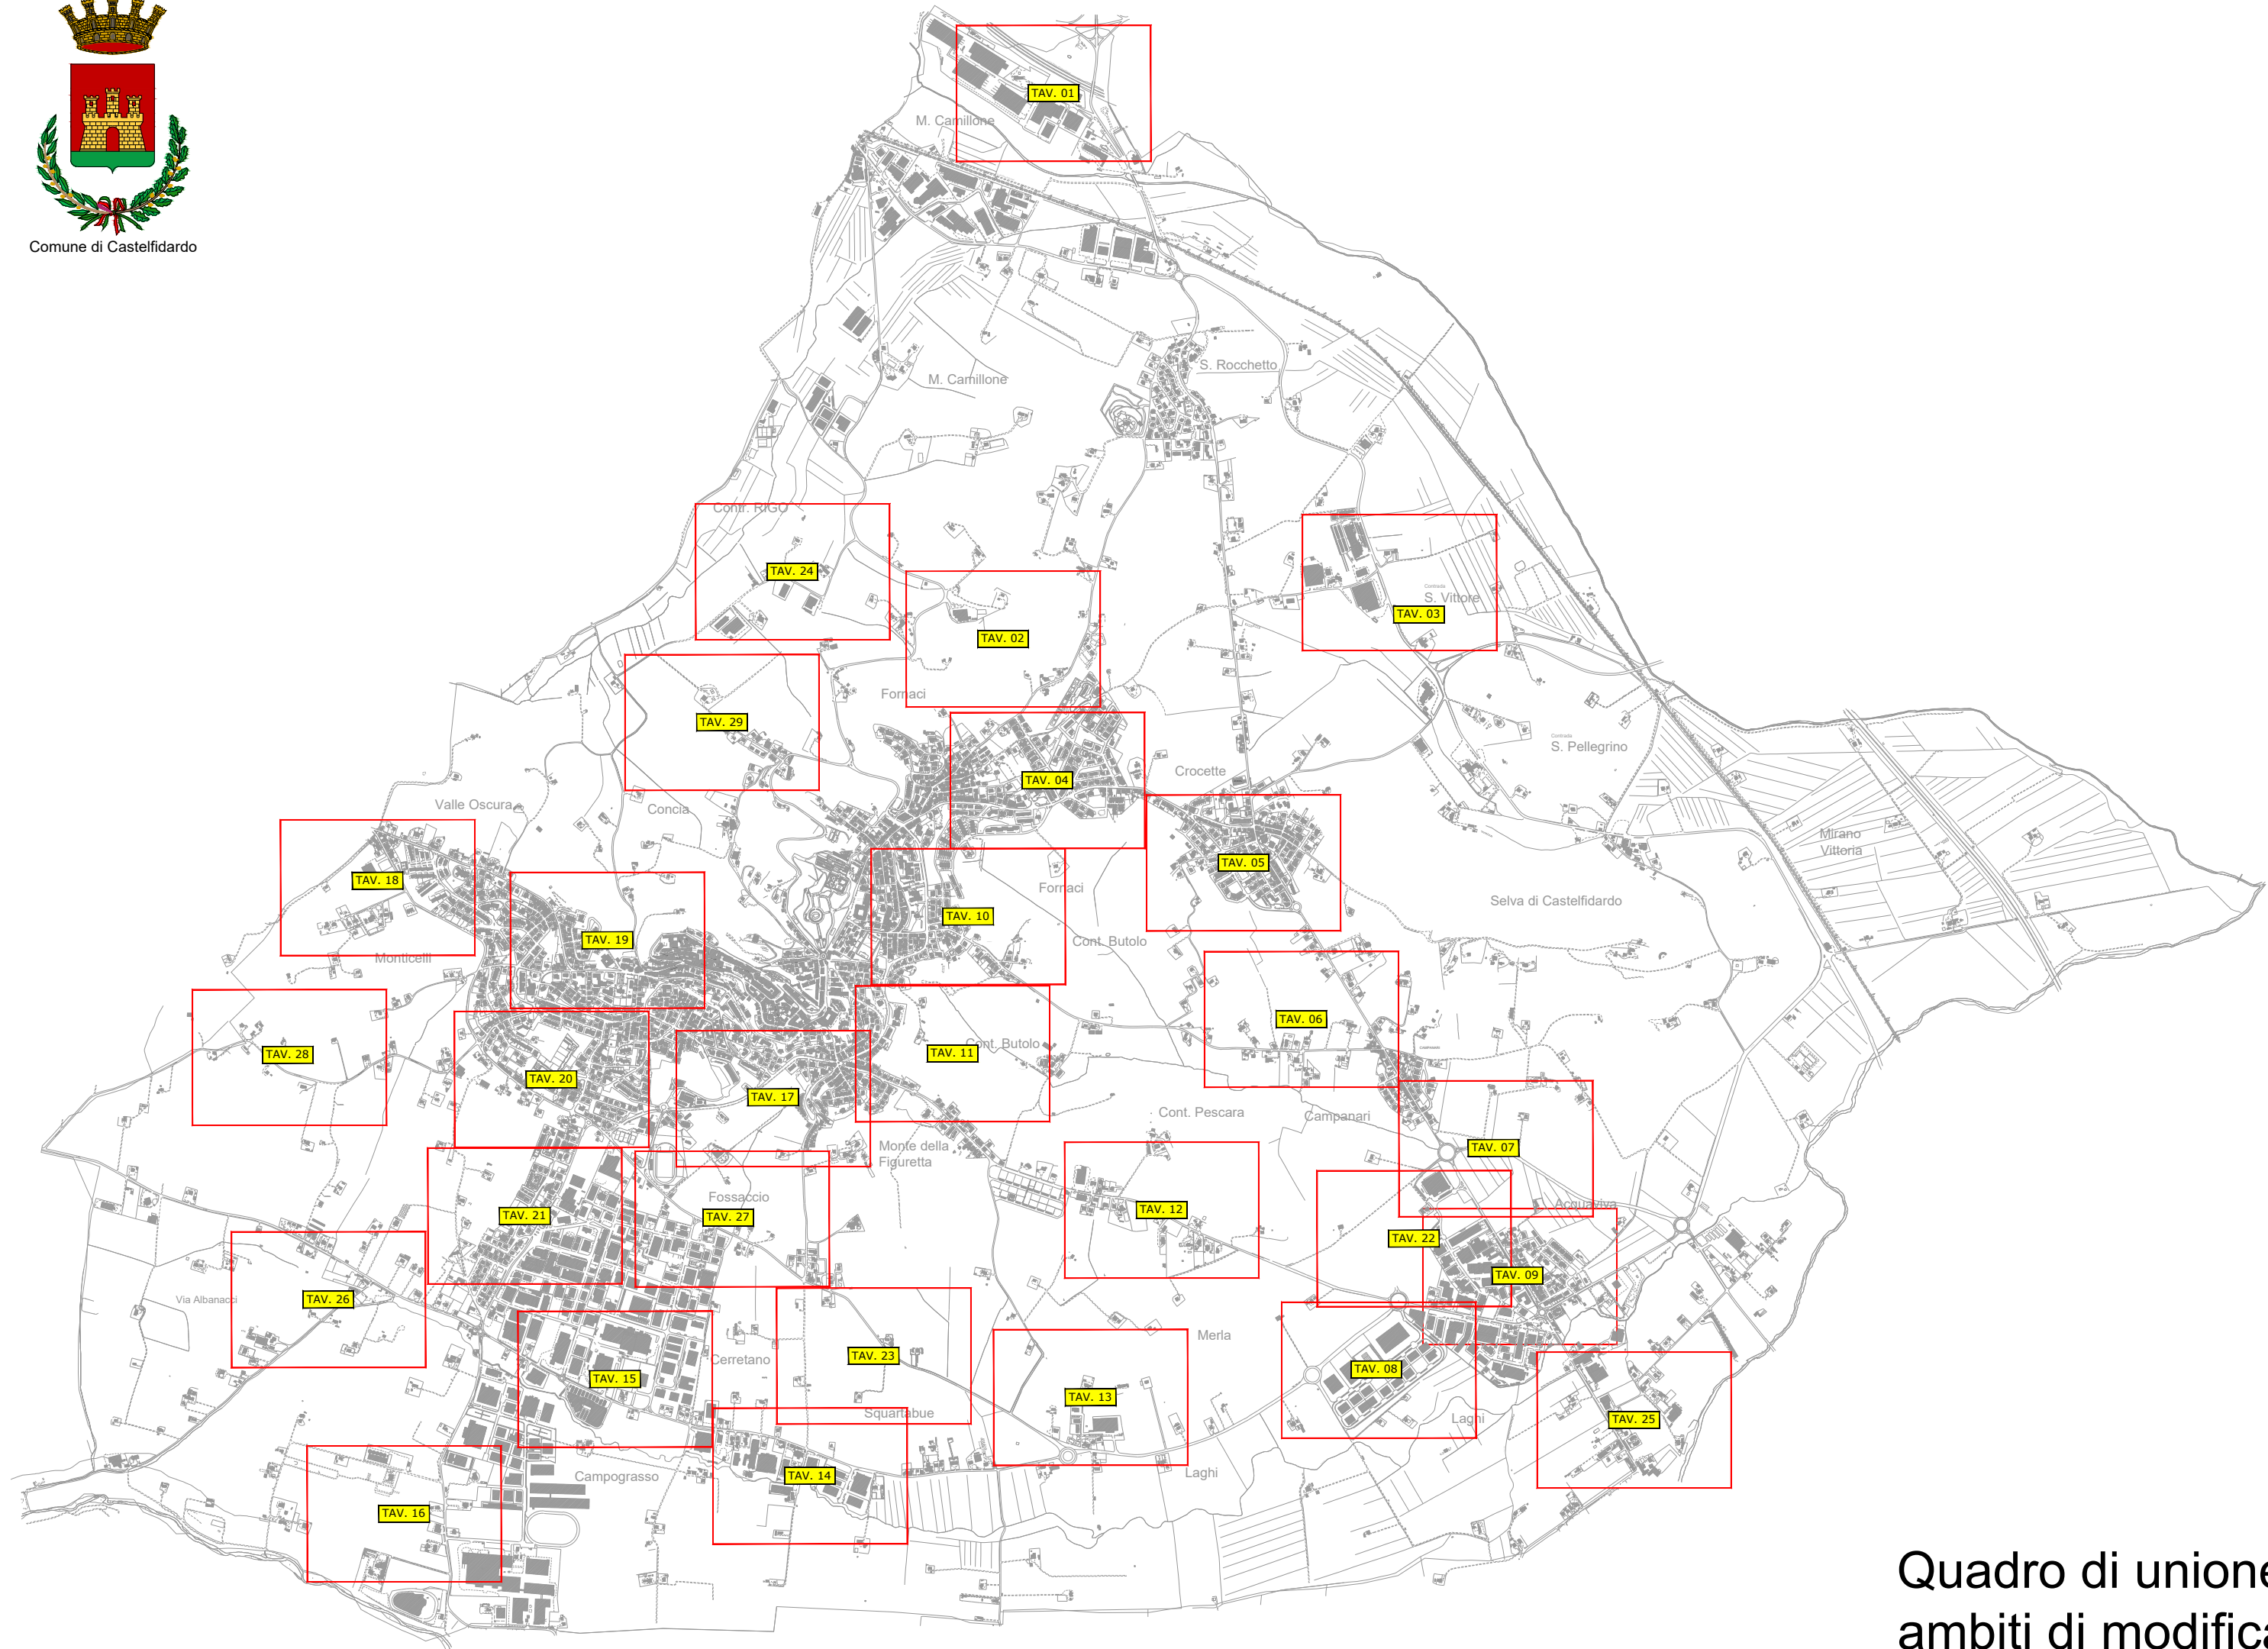 TAV. 01
M. Camillone
Comune di Castelfidardo
S. Rocchetto
M. Camillone
Contr. RIGO
TAV. 24
Contrada
S. Vittore
TAV. 03
TAV. 02
Fornaci
TAV. 29
Contrada
S. Pellegrino
Crocette
TAV. 04
Valle Oscura
Concia
Mirano
Vittoria
TAV. 05
TAV. 18
Fornaci
Selva di Castelfidardo
TAV. 10
TAV. 19
Cont. Butolo
Monticelli
TAV. 06
Cont. Butolo
TAV. 11
TAV. 28
TAV. 20
TAV. 17
Cont. Pescara
Campanari
Monte della
Figuretta
TAV. 07
Fossaccio
Acquaviva
TAV. 12
TAV. 21
TAV. 27
TAV. 22
TAV. 09
Via Albanacci
TAV. 26
Merla
TAV. 23
Cerretano
TAV. 08
TAV. 15
TAV. 13
Squartabue
Laghi
TAV. 25
Campograsso
TAV. 14
Laghi
TAV. 16
Quadro di unione
ambiti di modifica